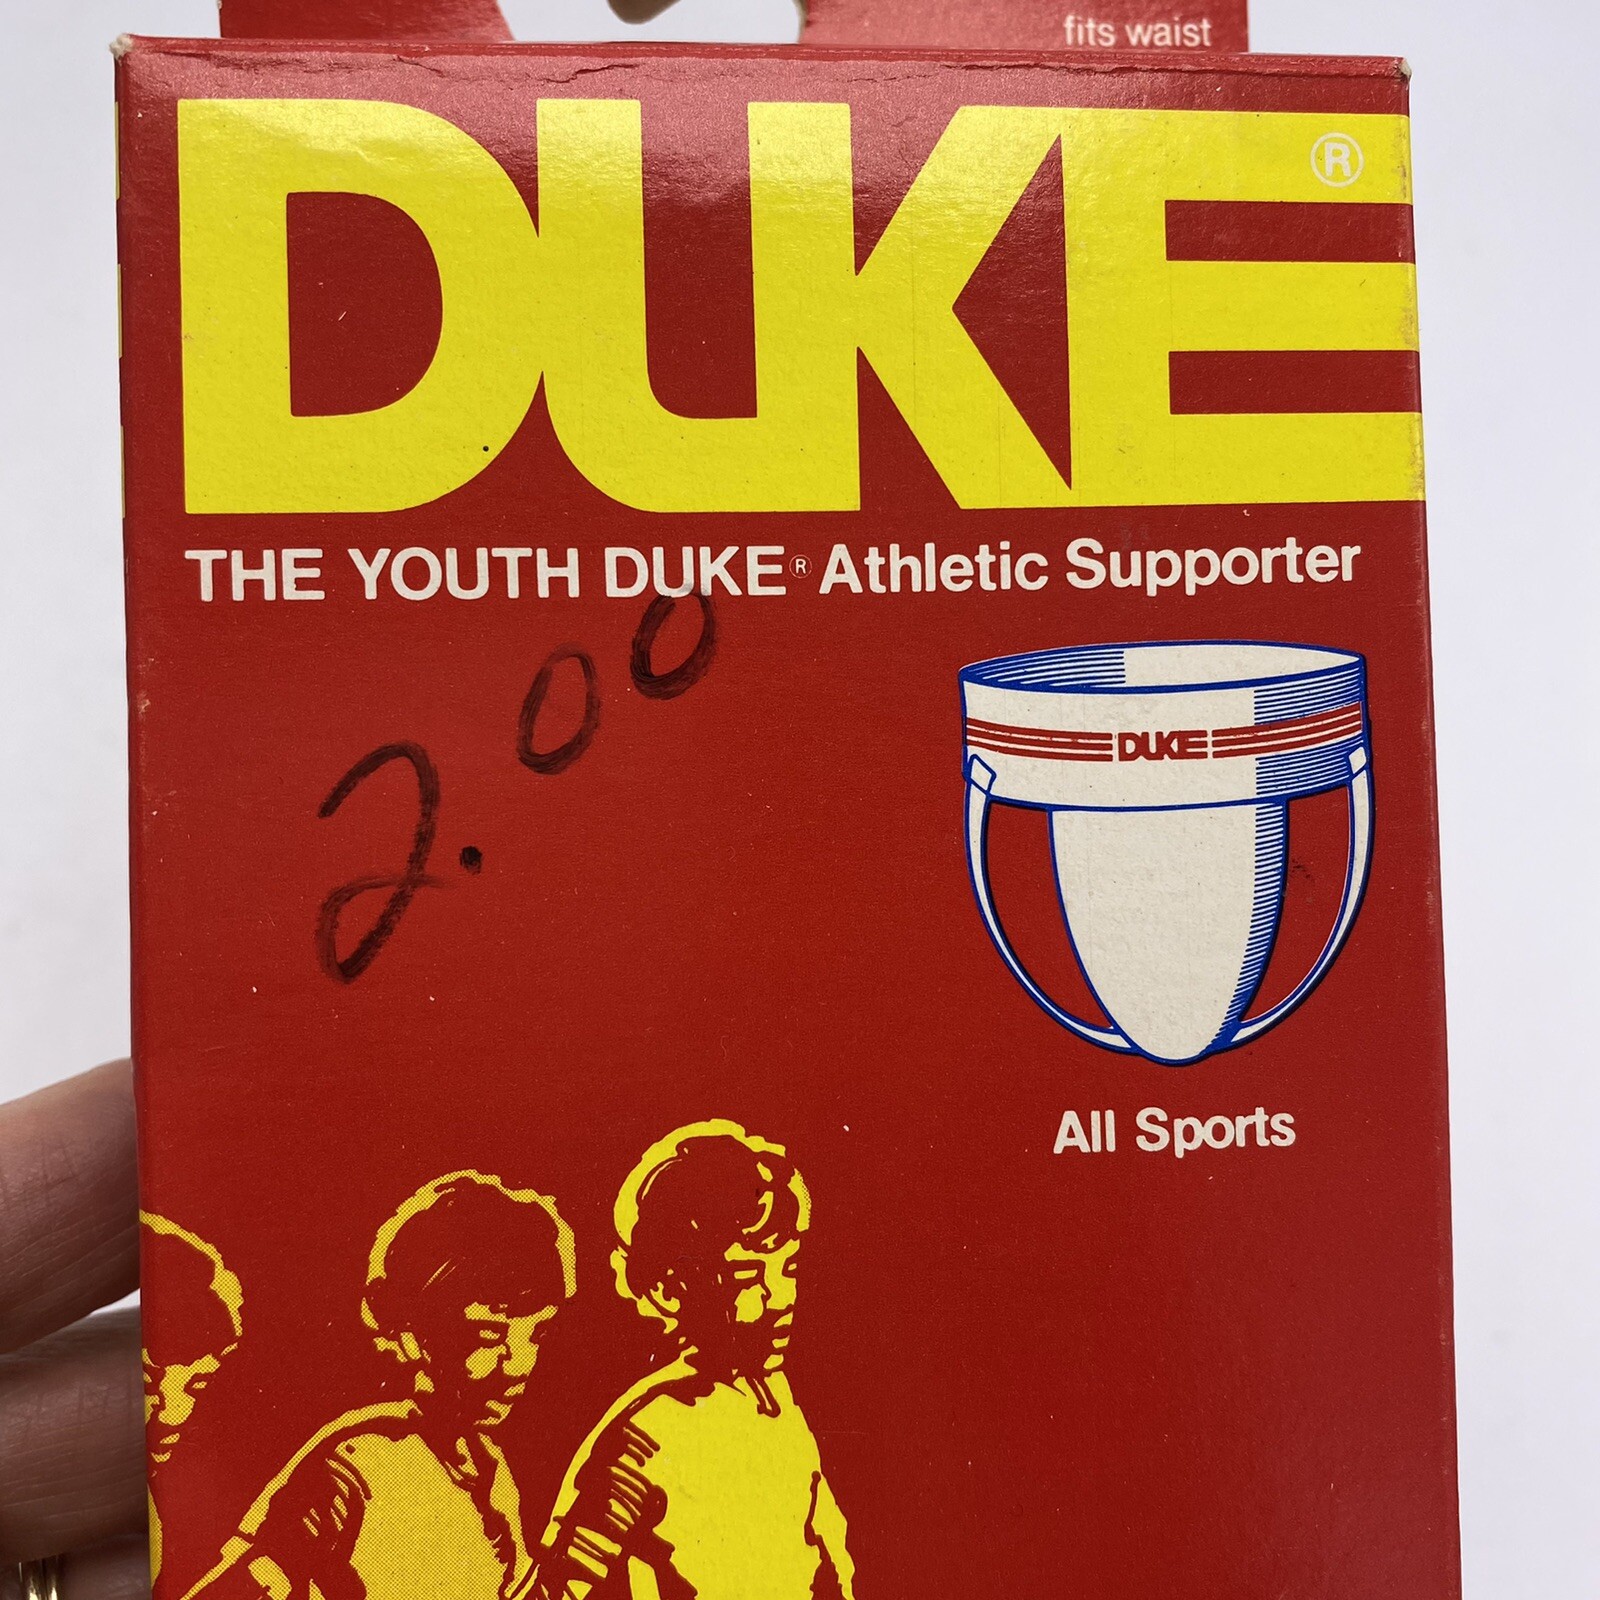 fits waist
DUKE®
THE YOUTH DUKE® Athletic Supporter
2.00
DUKE
All Sports